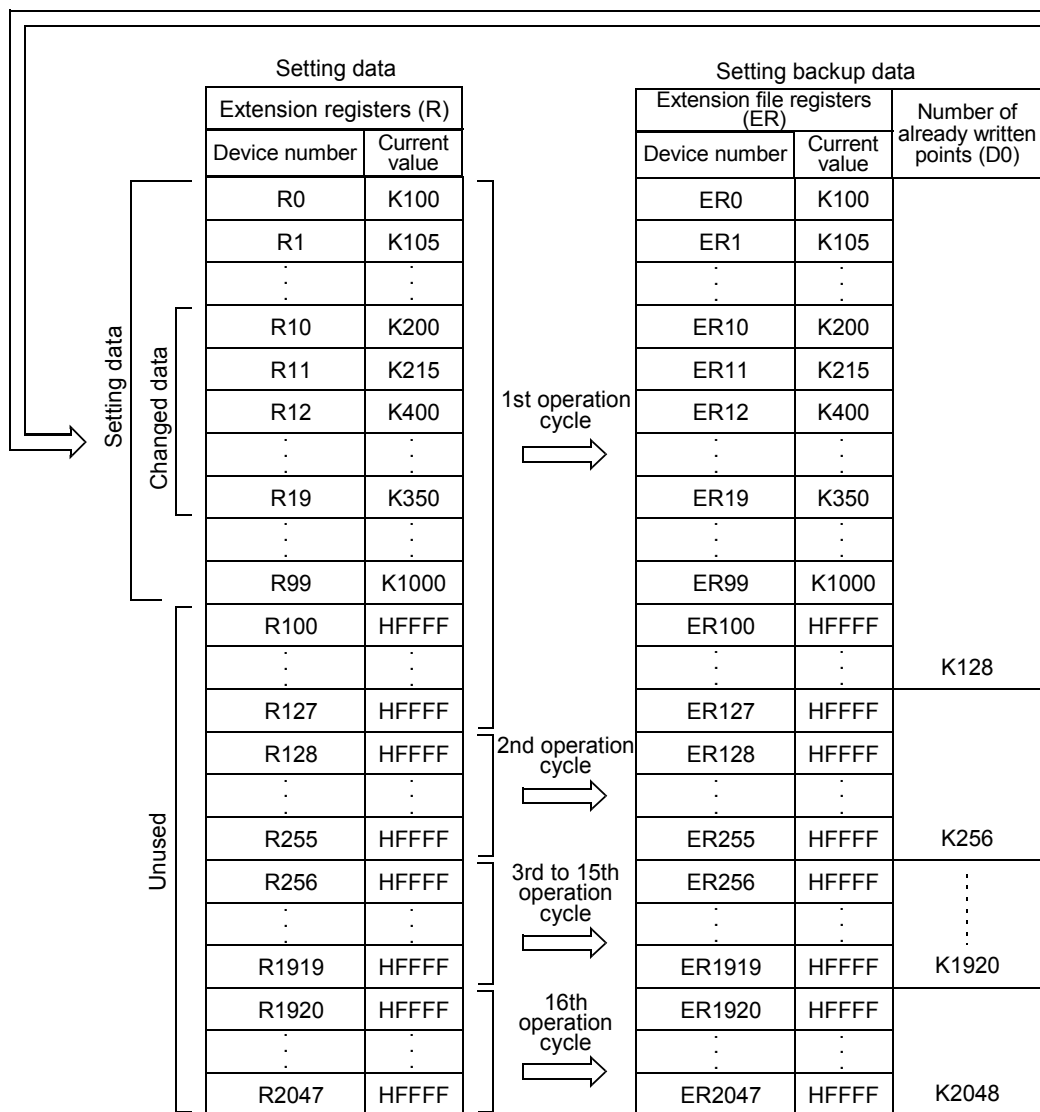 Setting data
Extension registers (R)
Device number
Current
value
R0 K100
R1 K105
R10 K200
R11 K215
R12 K400
R19 K350
R99 K1000
R100 HFFFF
R127 HFFFF
R128 HFFFF
R255 HFFFF
R256 HFFFF
R1919 HFFFF
R1920 HFFFF
R2047 HFFFF
Setting data
Changed data
Unused
1st operation
cycle
2nd operation
cycle
3rd to 15th
operation
cycle
16th
operation
cycle
Setting backup data
Extension file registers
(ER)
Device number
Current
value
Number of
already written
points (D0)
ER0 K100
ER1 K105
ER10 K200
ER11 K215
ER12 K400
ER19 K350
ER99 K1000
ER100 HFFFF
K128
ER127 HFFFF
ER128 HFFFF
ER255 HFFFF K256
ER256 HFFFF
ER1919 HFFFF K1920
ER1920 HFFFF
ER2047 HFFFF K2048